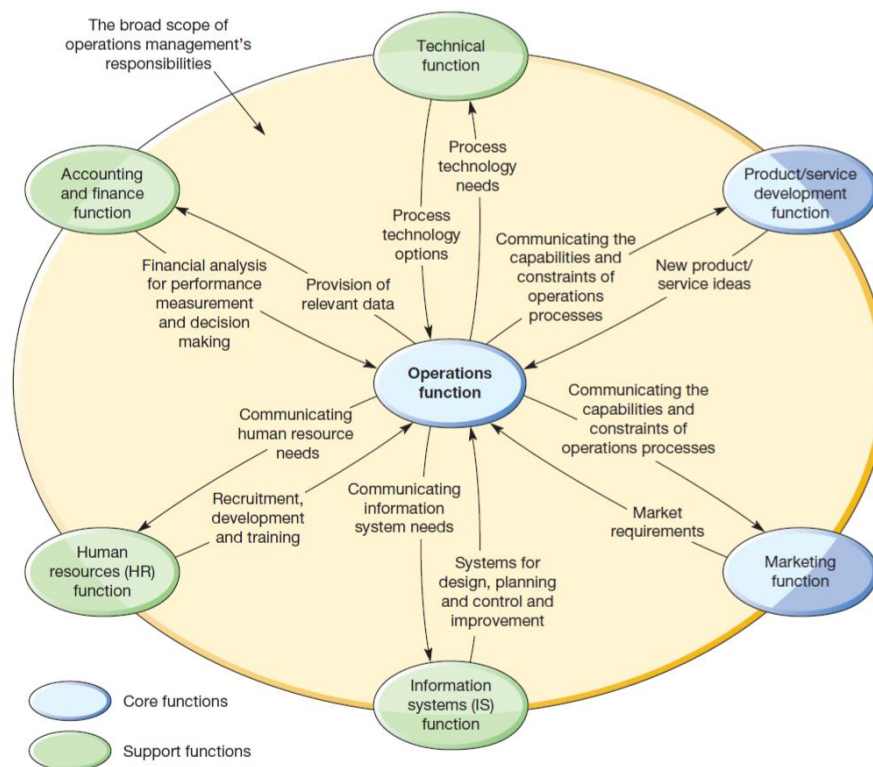 The broad scope of
operations management's
responsibilities
Technical
function
Accounting
and finance
function
Product/service
development
function
Process
technology
needs
Process
technology
options
Communicating the
capabilities and
constraints of
operations
processes
New product/
service ideas
Financial analysis
for performance
measurement
and decision
making
Provision of
relevant data
Operations
function
Communicating
human resource
needs
Communicating the
capabilities and
constraints of
operations processes
Recruitment,
development
and training
Communicating
information
system needs
Market
requirements
Systems for
design, planning
and control and
improvement
Human
resources (HR)
function
Marketing
function
Information
systems (IS)
function
Core functions
Support functions